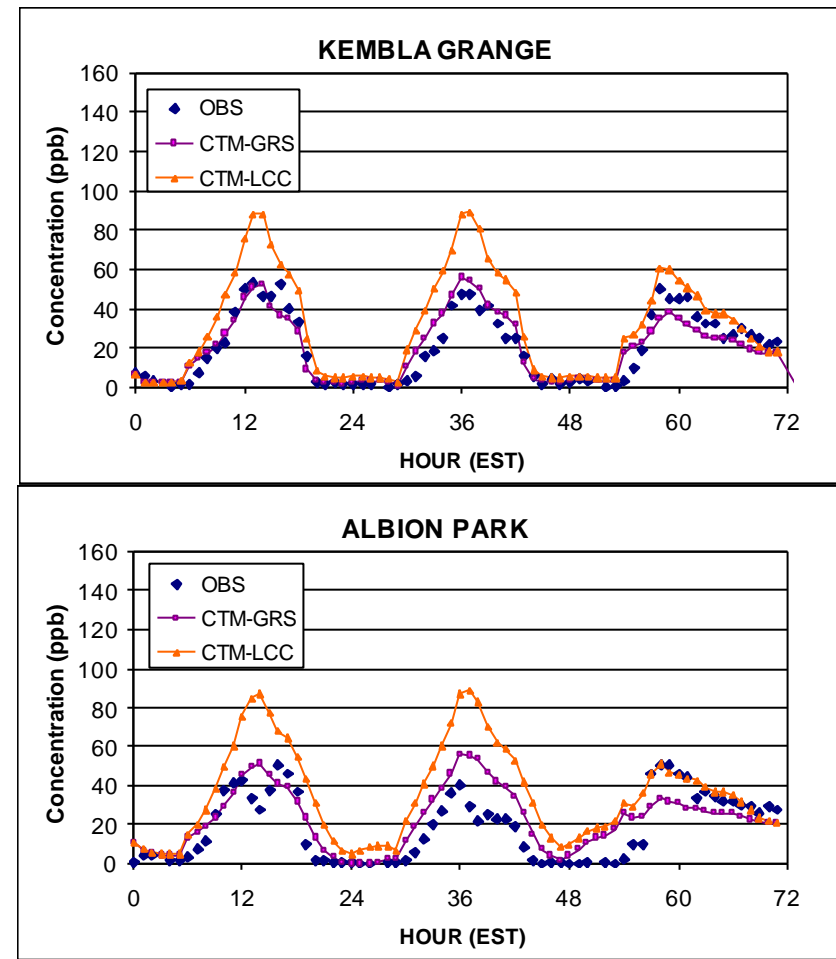 KEMBLA GRANGE
160
140
120
100
80
60
40
20
0
Concentration (ppb)
OBS
CTM-GRS
CTM-LCC
0 12 24 36 48 60 72
HOUR (EST)
ALBION PARK
160
140
120
100
80
60
40
20
0
Concentration (ppb)
OBS
CTM-GRS
CTM-LCC
0 12 24 36 48 60 72
HOUR (EST)